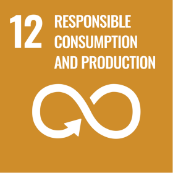 12 RESPONSIBLE
CONSUMPTION
AND PRODUCTION